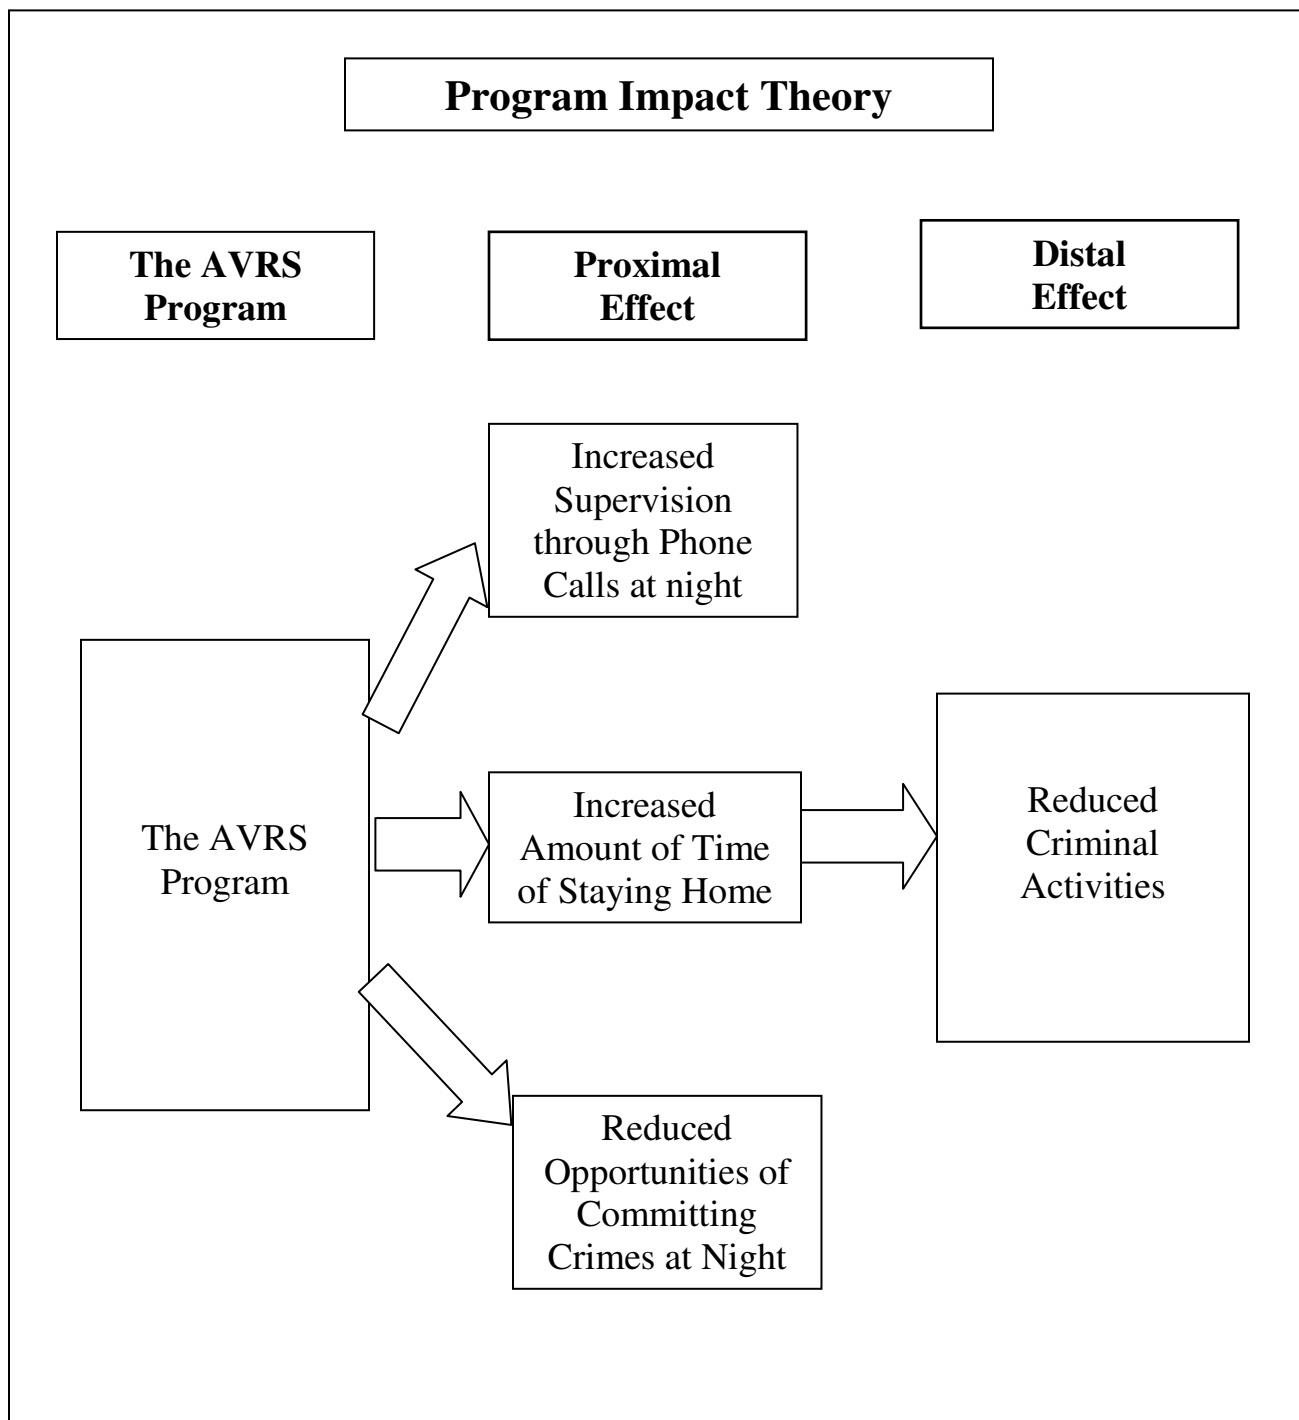 Program Impact Theory
The AVRS
Program
Proximal
Effect
Distal
Effect
Increased
Supervision
through Phone
Calls at night
The AVRS
Program
Increased
Amount of Time
of Staying Home
Reduced
Criminal
Activities
Reduced
Opportunities of
Committing
Crimes at Night